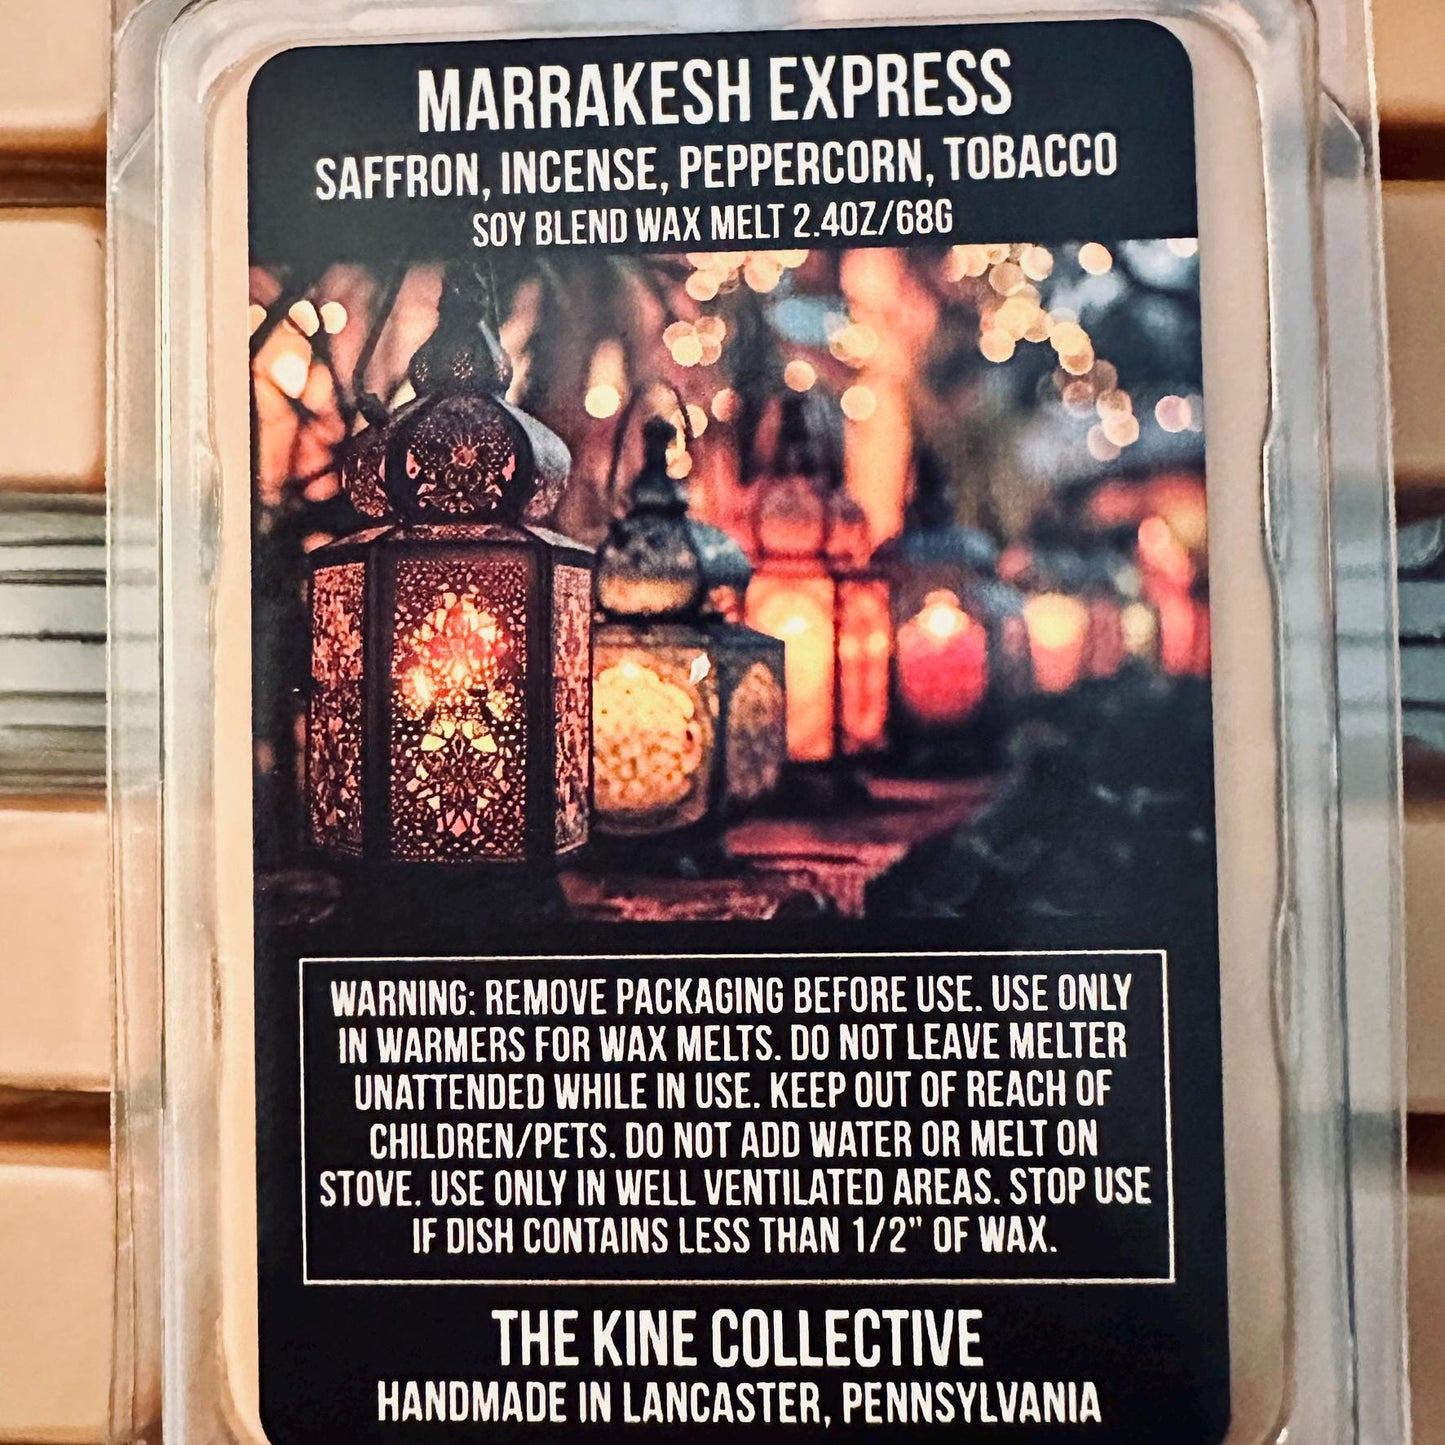 MARRAKESH EXPRESS
SAFFRON, INCENSE, PEPPERCORN, TOBACCO
SOY BLEND WAX MELT 2.4OZ/68G
WARNING: REMOVE PACKAGING BEFORE USE. USE ONLY
IN WARMERS FOR WAX MELTS. DO NOT LEAVE MELTER
UNATTENDED WHILE IN USE. KEEP OUT OF REACH OF
CHILDREN/PETS. DO NOT ADD WATER OR MELT ON
STOVE. USE ONLY IN WELL VENTILATED AREAS. STOP USE
IF DISH CONTAINS LESS THAN 1/2" OF WAX.
THE KINE COLLECTIVE
HANDMADE IN LANCASTER, PENNSYLVANIA